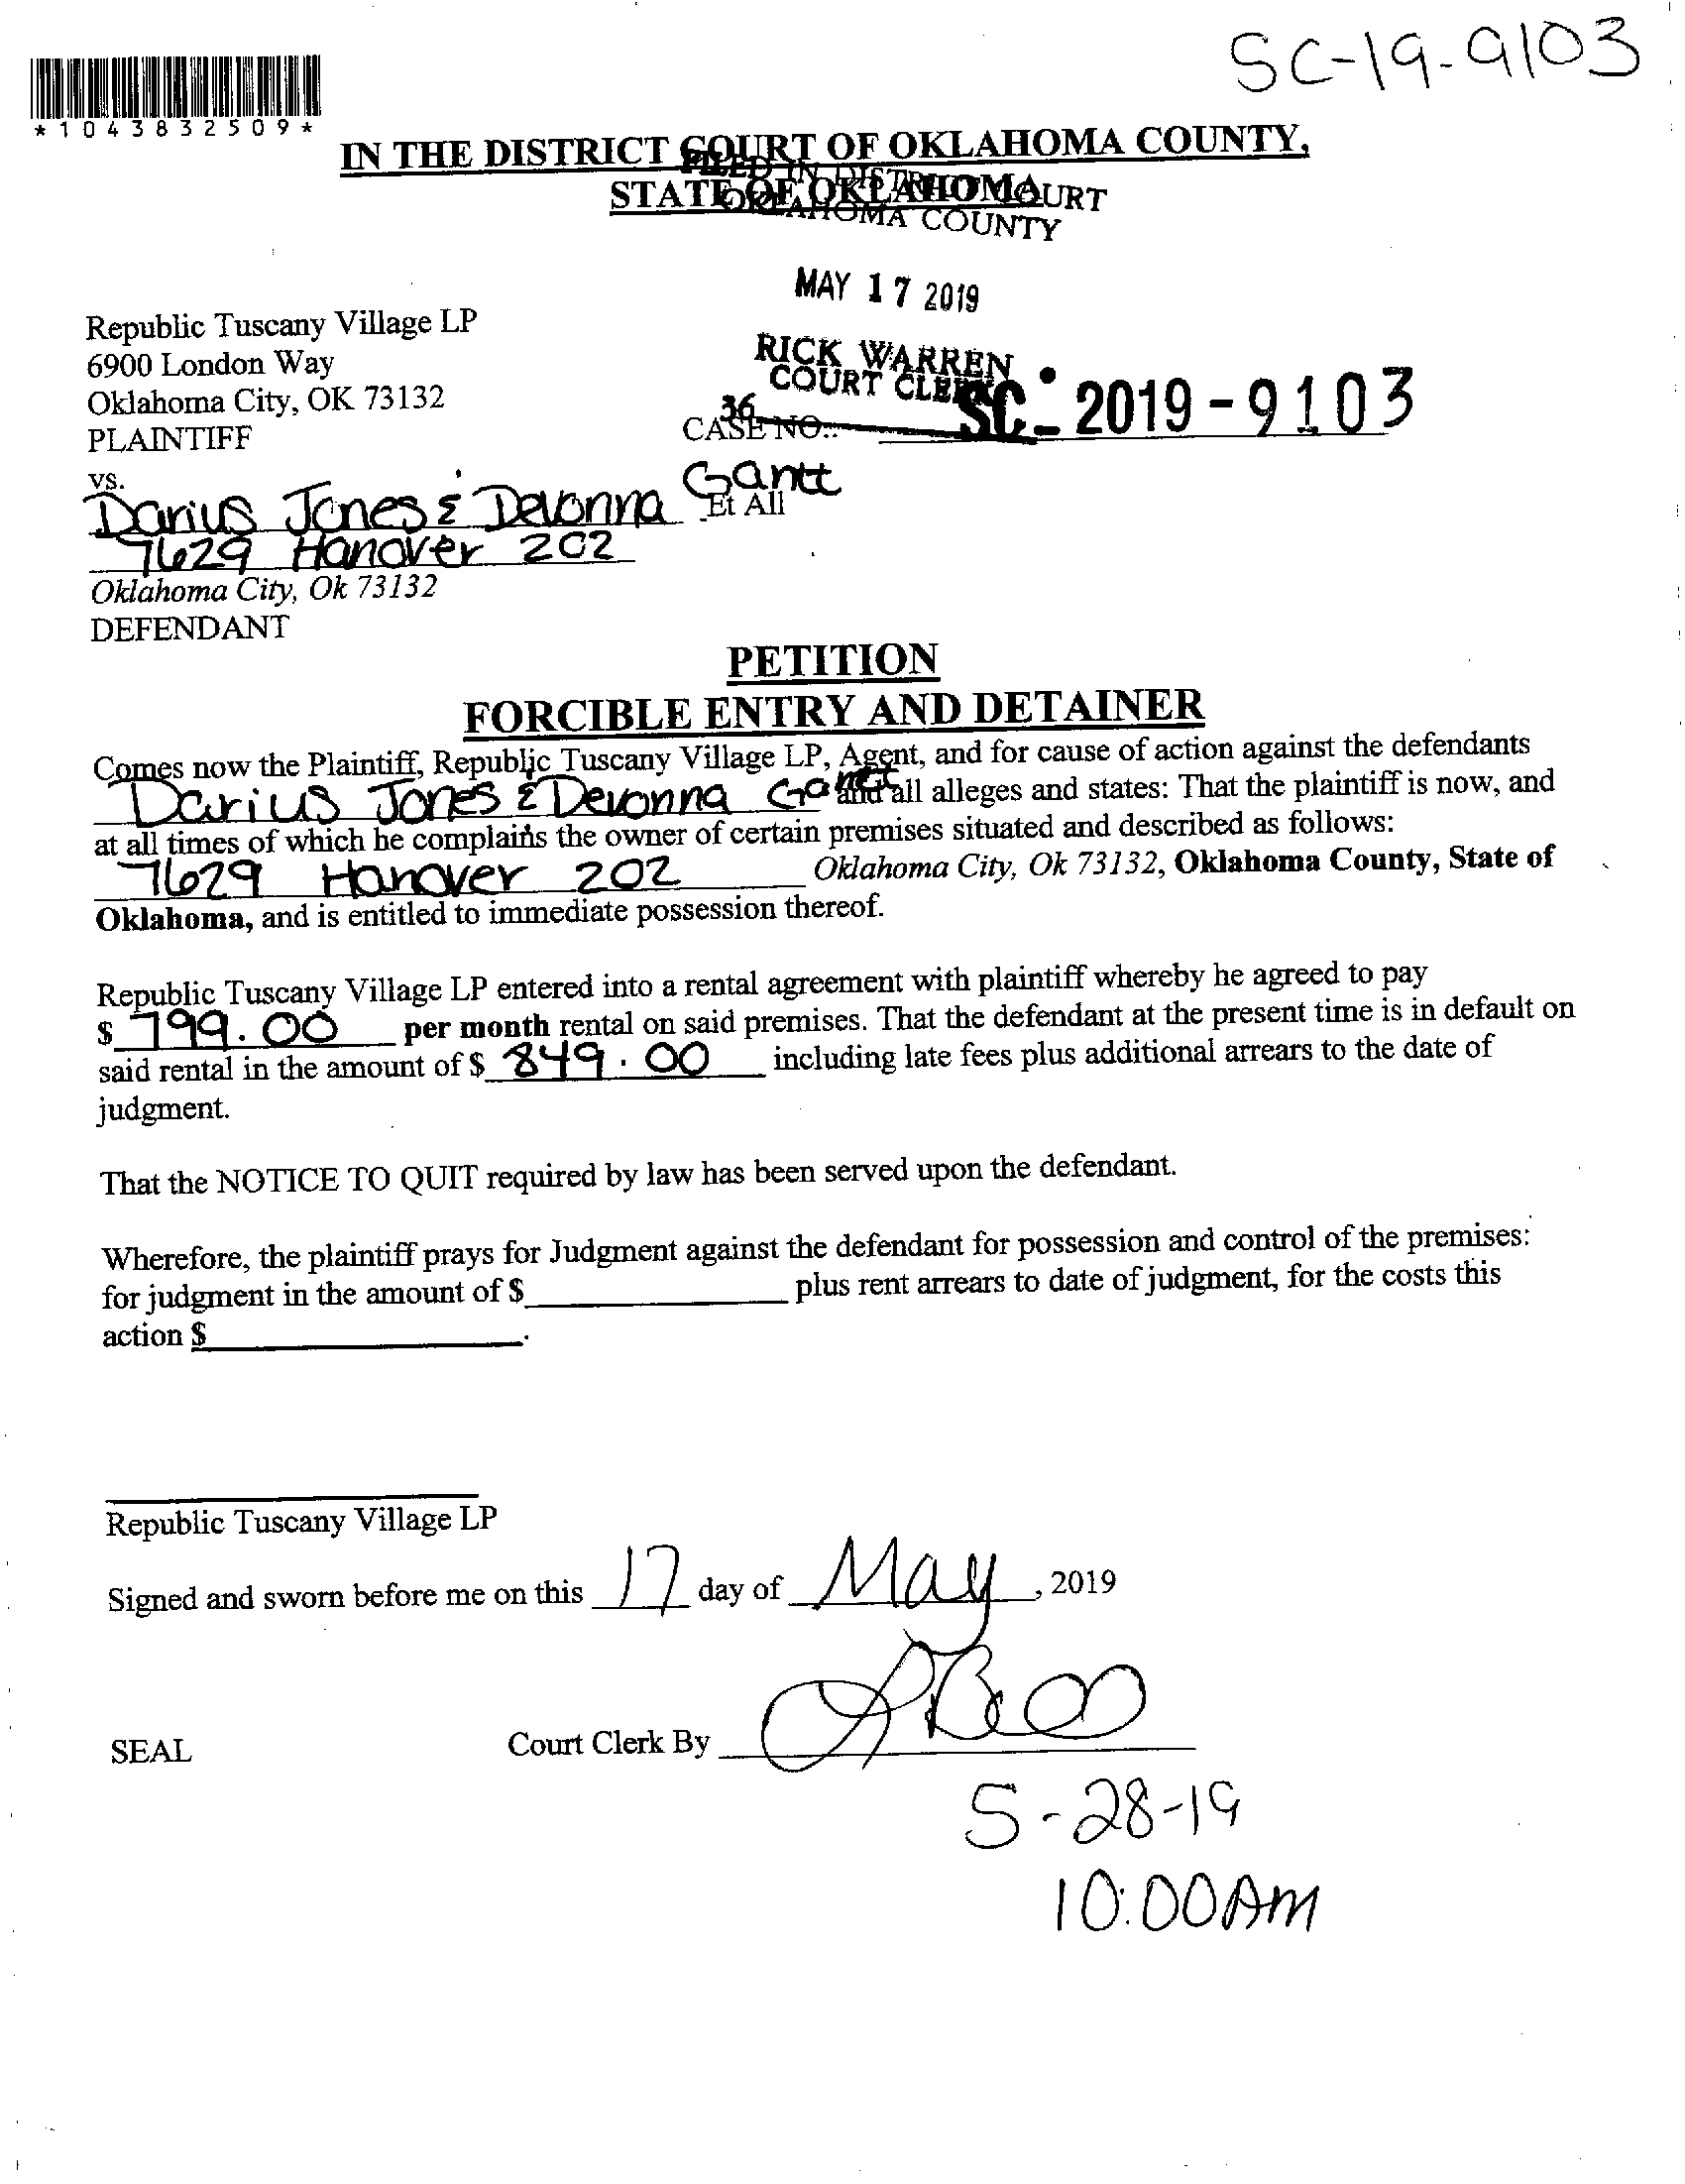 SC-19-9103
*1043832509*
IN THE DISTRICT COURT OF OKLAHOMA COUNTY,
STATE OF OKLAHOMA
FILED IN DISTRICT COURT
OKLAHOMA COUNTY
MAY 17 2019
Republic Tuscany Village LP
6900 London Way
RICK WARREN
COURT CLERK
Oklahoma City, OK 73132
36
SC-2019-9103
PLAINTIFF
CASE NO.:
vs.
Darius Jones & Devonna Gantt
Et All
7629 Hanover 202
Oklahoma City, Ok 73132
DEFENDANT
PETITION
FORCIBLE ENTRY AND DETAINER
Comes now the Plaintiff, Republic Tuscany Village LP, Agent, and for cause of action against the defendants
Darius Jones & Devonna Gantt and all alleges and states: That the plaintiff is now, and
at all times of which he complains the owner of certain premises situated and described as follows:
7629 Hanover 202 Oklahoma City, Ok 73132, Oklahoma County, State of
Oklahoma, and is entitled to immediate possession thereof.
Republic Tuscany Village LP entered into a rental agreement with plaintiff whereby he agreed to pay
$ 799.00 per month rental on said premises. That the defendant at the present time is in default on
said rental in the amount of $ 849.00 including late fees plus additional arrears to the date of
judgment.
That the NOTICE TO QUIT required by law has been served upon the defendant.
Wherefore, the plaintiff prays for Judgment against the defendant for possession and control of the premises:
for judgment in the amount of $ plus rent arrears to date of judgment, for the costs this
action $ .
Republic Tuscany Village LP
Signed and sworn before me on this 17 day of May, 2019
SEAL
Court Clerk By
5-28-19
10:00AM